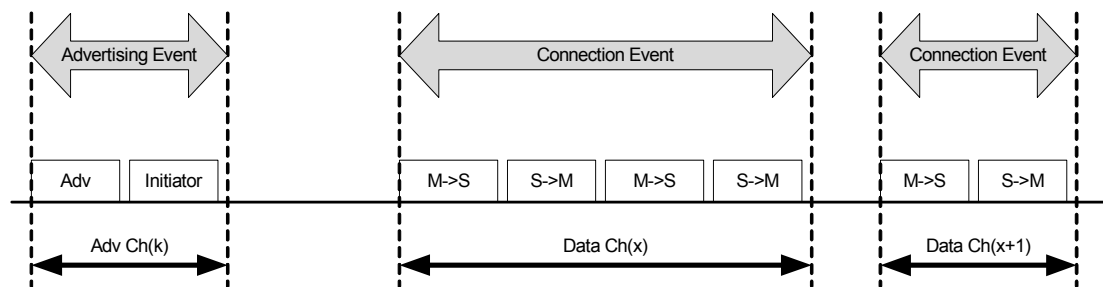 Advertising Event
Connection Event
Connection Event
Adv
Initiator
M->S
S->M
M->S
S->M
M->S
S->M
Adv Ch(k)
Data Ch(x)
Data Ch(x+1)